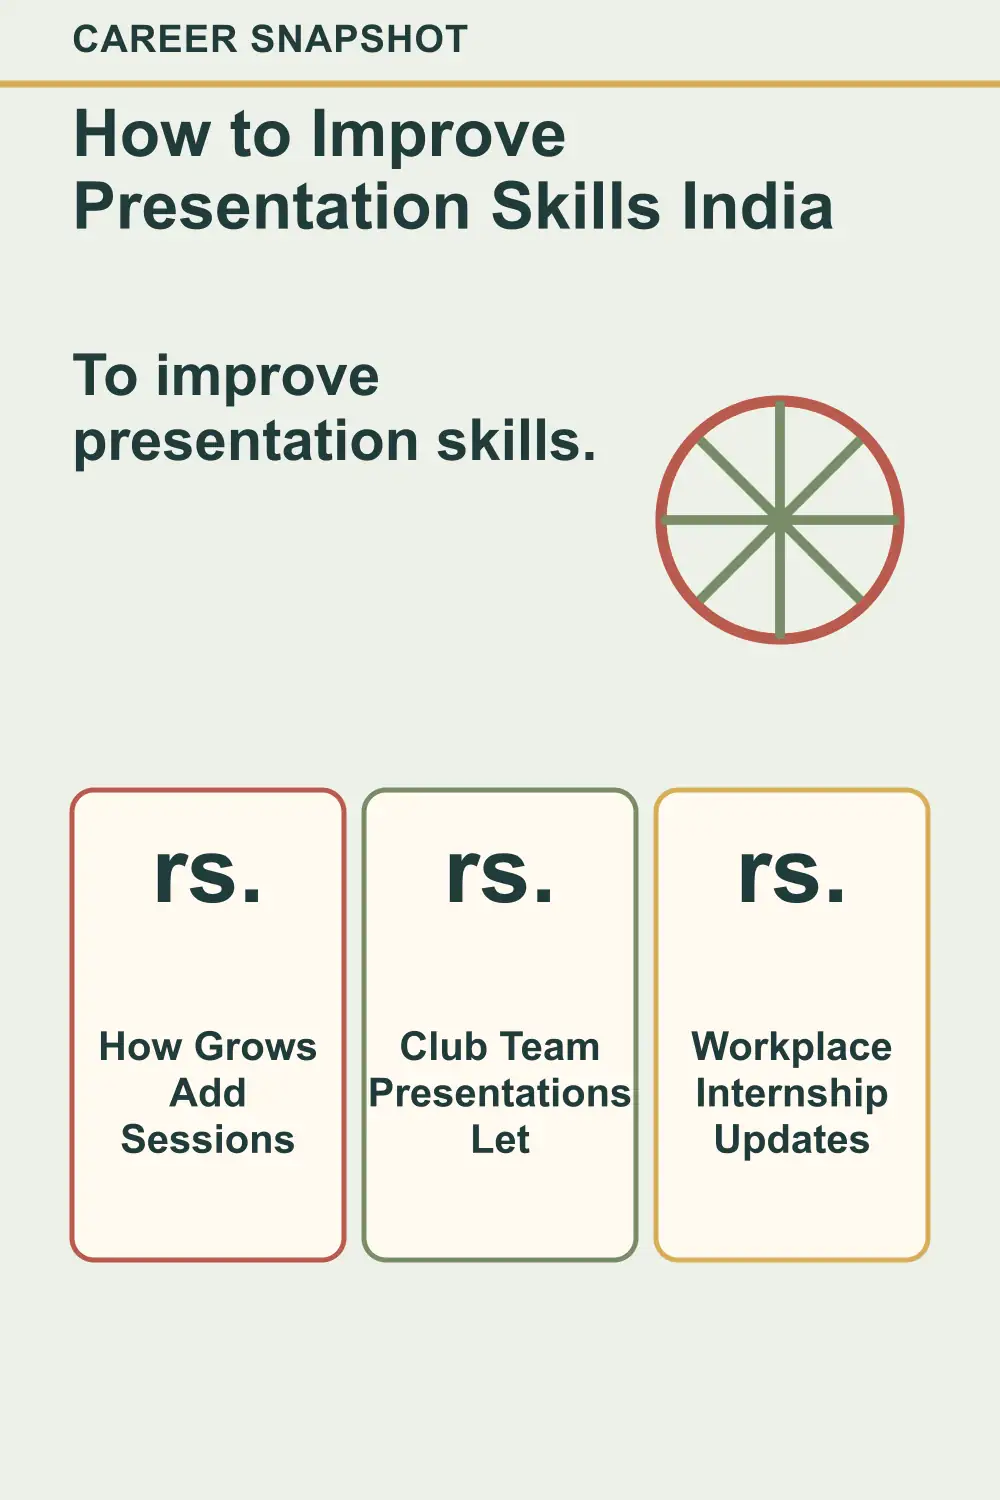 CAREER SNAPSHOT
How to Improve
Presentation Skills India
To improve
presentation skills.
rs.
How Grows
Add
Sessions
rs.
Club Team
Presentations
Let
rs.
Workplace
Internship
Updates